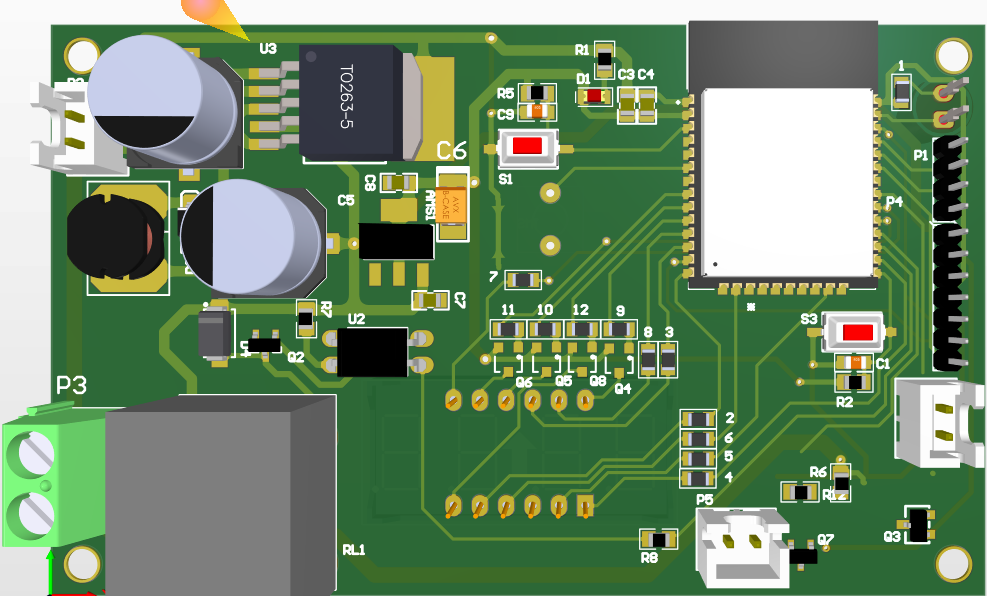 U3
TO263-5
R1
D1
C3 C4
R5
C9
S1
1
P1
P4
C6
C8
C5
AMS1
AVX
B-CASE
7
C7
R7
U2
Q2
11 10 12 9
8 3
Q6 Q5 Q8 Q4
S3
C1
R2
P3
2
6
5
4
R6
P5
Q7
Q3
R8
RL1